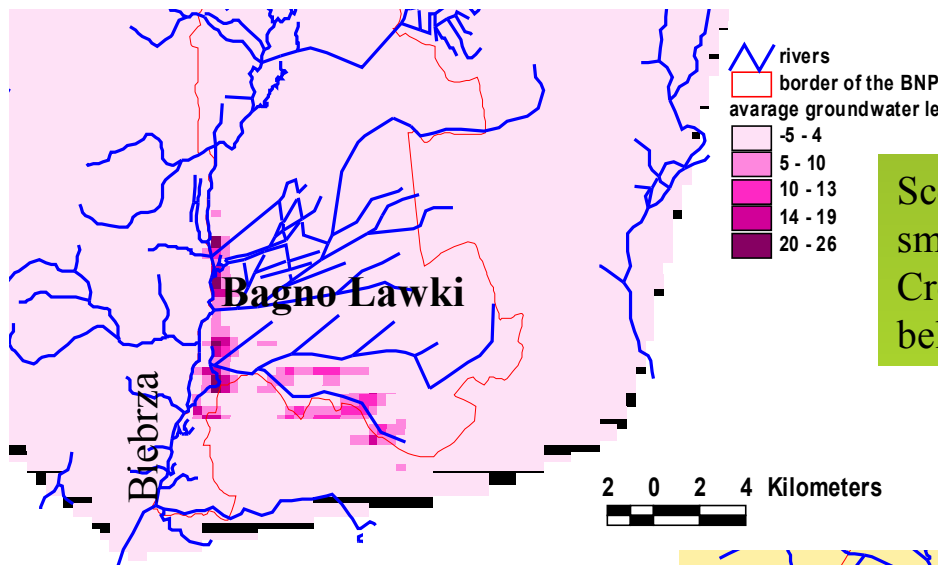 rivers
border of the BNP
avarage groundwater le
-5 - 4
5 - 10
10 - 13
14 - 19
20 - 26
Sc
sm
Cr
bel
Bagno Ławki
Biebrza
2 0 2 4 Kilometers